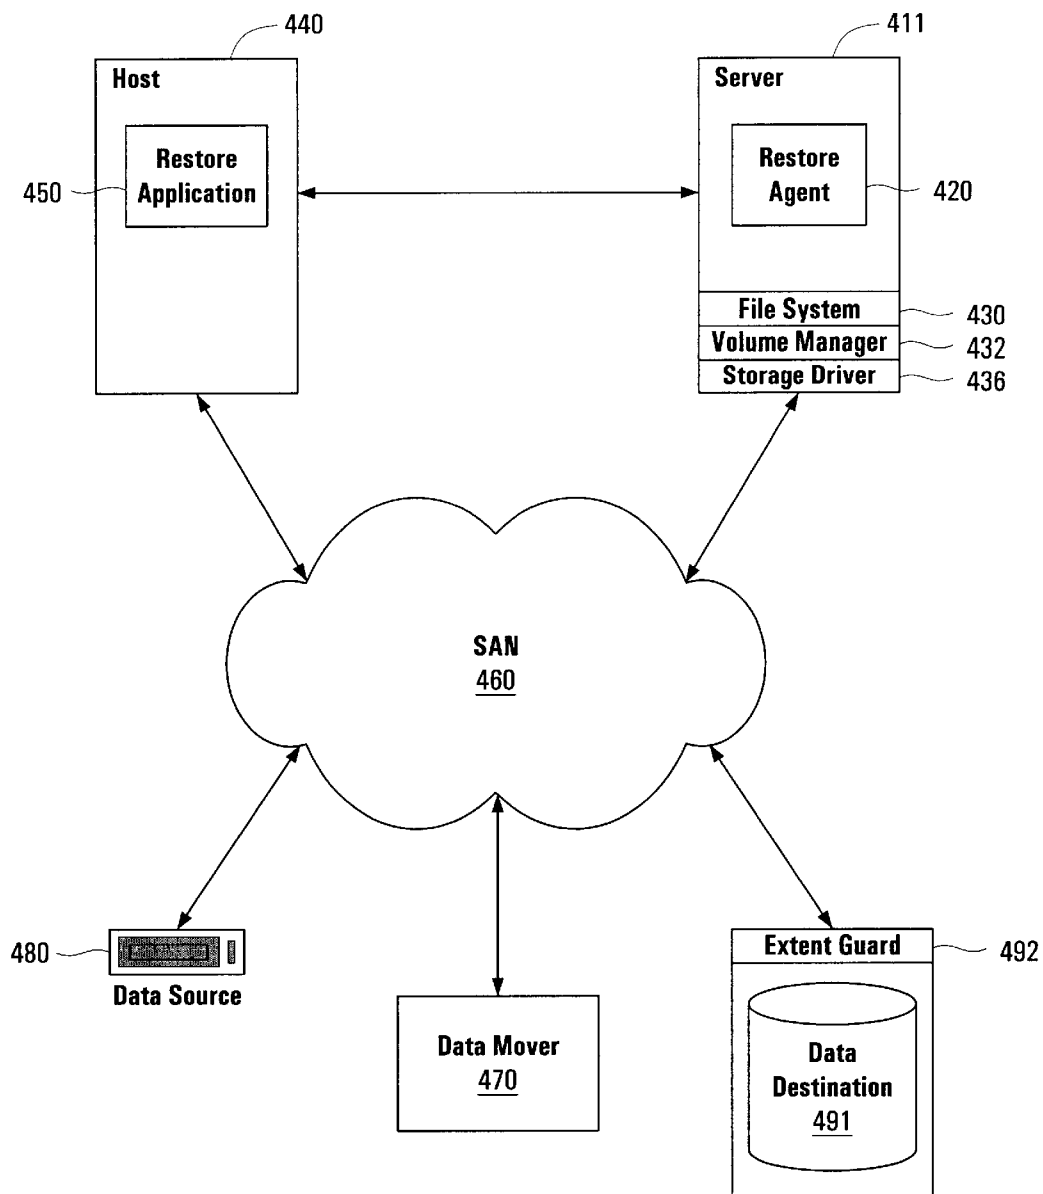 440
411
Host
Server
Restore
Application
450
Restore
Agent
420
File System
430
Volume Manager
432
Storage Driver
436
SAN
460
480
Data Source
Extent Guard
492
Data Mover
470
Data
Destination
491